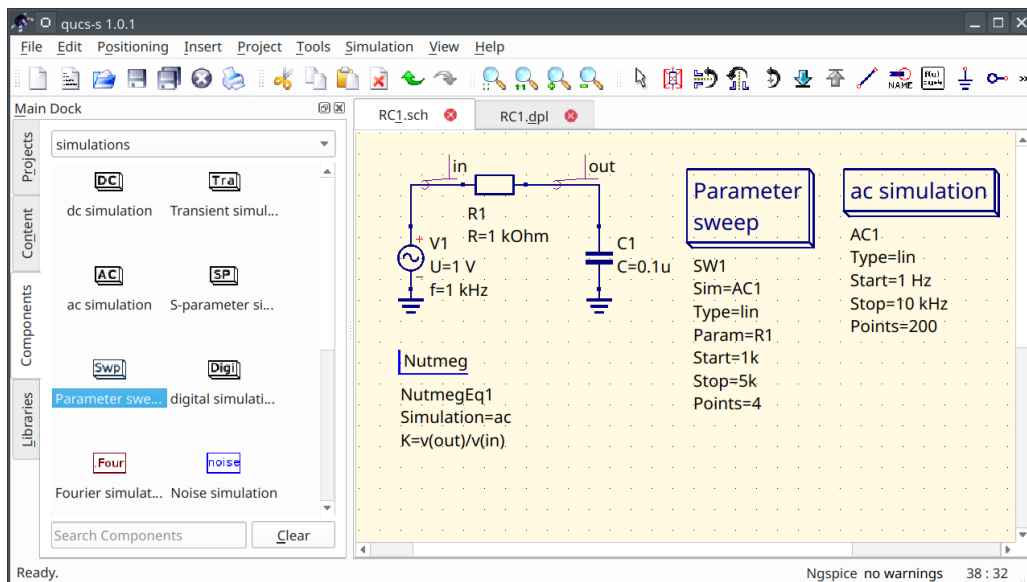 qucs-s 1.0.1
File Edit Positioning Insert Project Tools Simulation View Help
NAME
Main Dock
RC1.sch
RC1.dpl
Projects
Content
Components
Libraries
simulations
DC
dc simulation
Tra
Transient simul...
AC
ac simulation
SP
S-parameter si...
Swp
Parameter swe...
Digi
digital simulati...
.Four
Fourier simulat...
noise
Noise simulation
Search Components
Clear
in
out
R1
R=1 kOhm
V1
U=1 V
f=1 kHz
C1
C=0.1u
Nutmeg
NutmegEq1
Simulation=ac
K=v(out)/v(in)
Parameter
sweep
SW1
Sim=AC1
Type=lin
Param=R1
Start=1k
Stop=5k
Points=4
ac simulation
AC1
Type=lin
Start=1 Hz
Stop=10 kHz
Points=200
Ready.
Ngspice no warnings 38 : 32